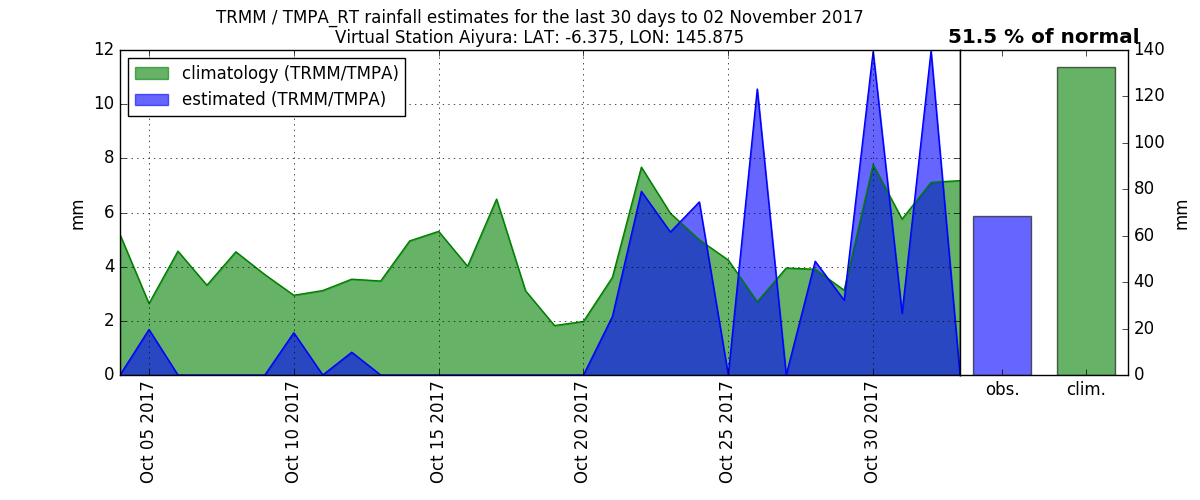 TRMM / TMPA_RT rainfall estimates for the last 30 days to 02 November 2017
Virtual Station Aiyura: LAT: -6.375, LON: 145.875
51.5 % of normal
climatology (TRMM/TMPA)
estimated (TRMM/TMPA)
mm
12
10
8
6
4
2
0
Oct 05 2017
Oct 10 2017
Oct 15 2017
Oct 20 2017
Oct 25 2017
Oct 30 2017
140
120
100
80
60
40
20
0
mm
obs.
clim.